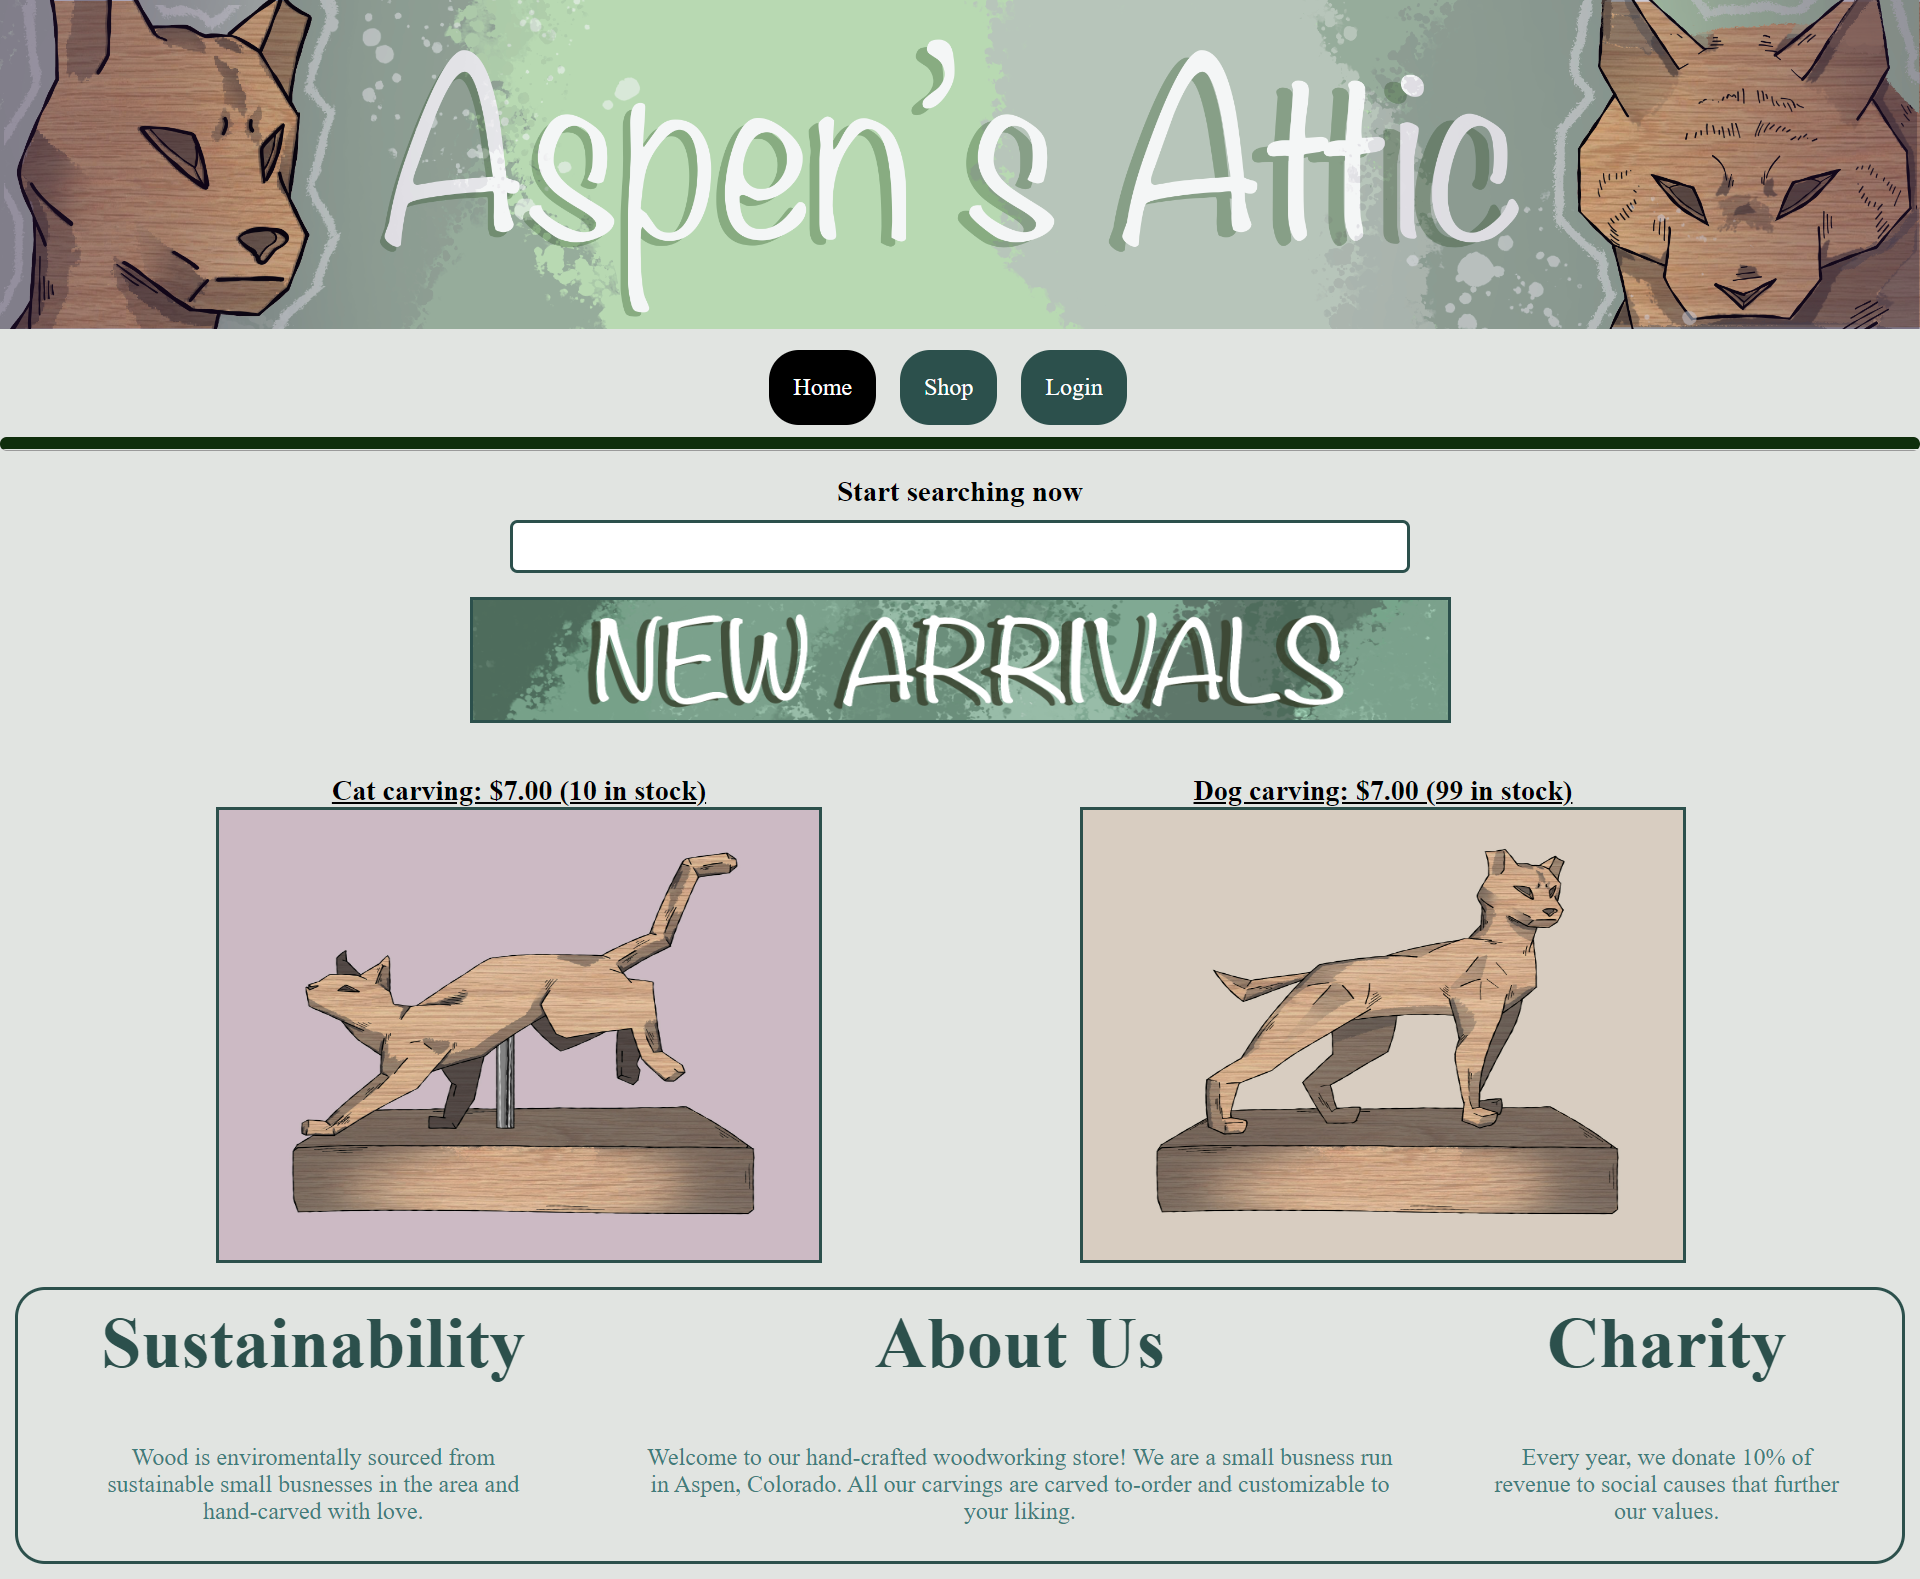 Aspen's Attic
Home Shop Login
Start searching now
NEW ARRIVALS
Cat carving: $7.00 (10 in stock)
Dog carving: $7.00 (99 in stock)
Sustainability
Wood is enviromentally sourced from
sustainable small busnesses in the area and
hand-carved with love.
About Us
Welcome to our hand-crafted woodworking store! We are a small busness run
in Aspen, Colorado. All our carvings are carved to-order and customizable to
your liking.
Charity
Every year, we donate 10% of
revenue to social causes that further
our values.